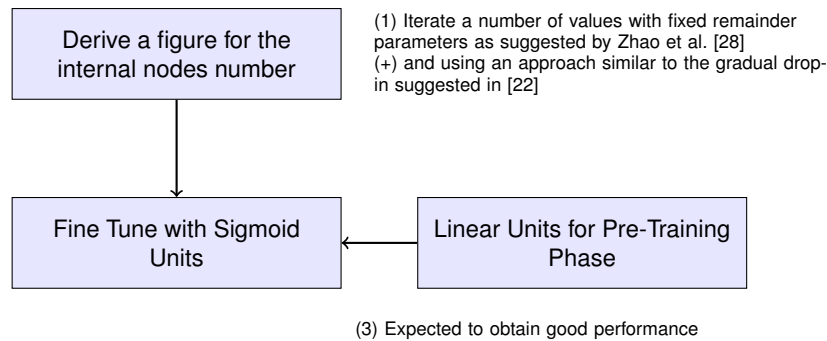 Derive a figure for the
internal nodes number
(1) Iterate a number of values with fixed remainder
parameters as suggested by Zhao et al. [28]
(+) and using an approach similar to the gradual drop-
in suggested in [22]
Fine Tune with Sigmoid
Units
Linear Units for Pre-Training
Phase
(3) Expected to obtain good performance